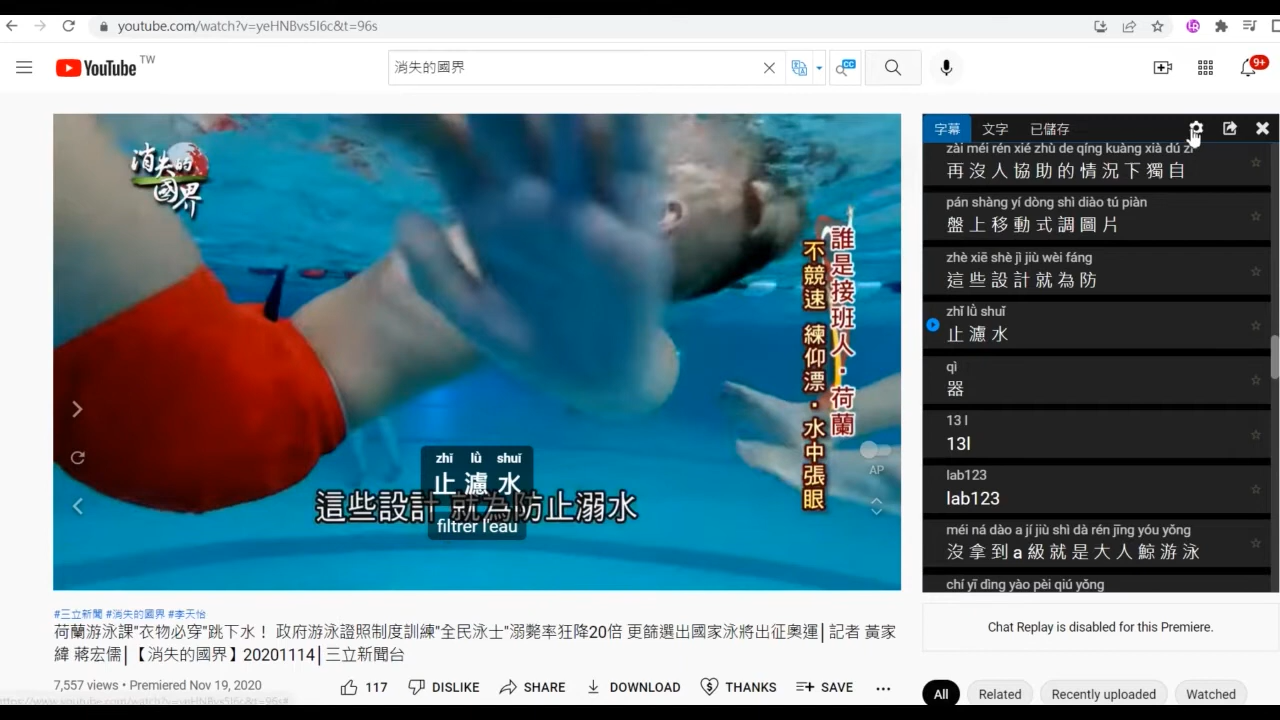 youtube.com/watch?v=yeHNBvs5I6c&t=96s
YouTube TW
消失的國界
CC
9+
消失的國界
誰是接班人・荷蘭
不競速 練仰漂・水中張眼
AP
zhǐ lǜ shuǐ
止濾水
這些設計 就為防止溺水
filtrer l'eau
字幕 文字 已儲存
zài méi rén xié zhù de qíng kuàng xià dú zì
再沒人協助的情況下獨自
pán shàng yí dòng shì diào tú piàn
盤上移動式調圖片
zhè xiē shè jì jiù wèi fáng
這些設計就為防
zhǐ lǜ shuǐ
止濾水
qì
器
13 l
13l
lab123
lab123
méi ná dào a jí jiù shì dà rén jīng yóu yǒng
沒拿到a級就是大人鯨游泳
chí yī dìng yào pèi qiú yǒng
Chat Replay is disabled for this Premiere.
#三立新聞 #消失的國界 #李天怡
荷蘭游泳課"衣物必穿"跳下水！ 政府游泳證照制度訓練"全民泳士"溺斃率狂降20倍 更篩選出國家泳將出征奧運│記者 黃家
緯 蔣宏儒│【消失的國界】20201114│三立新聞台
7,557 views • Premiered Nov 19, 2020
117 DISLIKE SHARE DOWNLOAD THANKS SAVE
All Related Recently uploaded Watched
https://www.youtube.com/watch?v=yeHNBvs5I6c&t=96s#